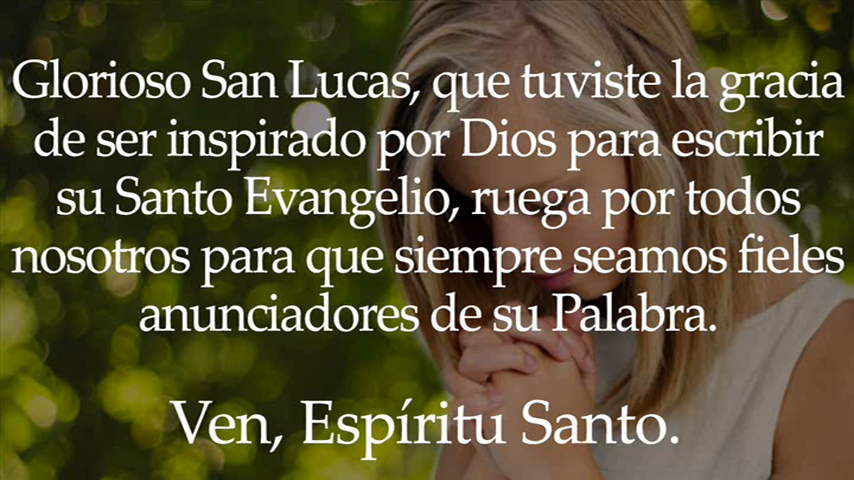 Glorioso San Lucas, que tuviste la gracia
de ser inspirado por Dios para escribir
su Santo Evangelio, ruega por todos
nosotros para que siempre seamos fieles
anunciadores de su Palabra.
Ven, Espíritu Santo.